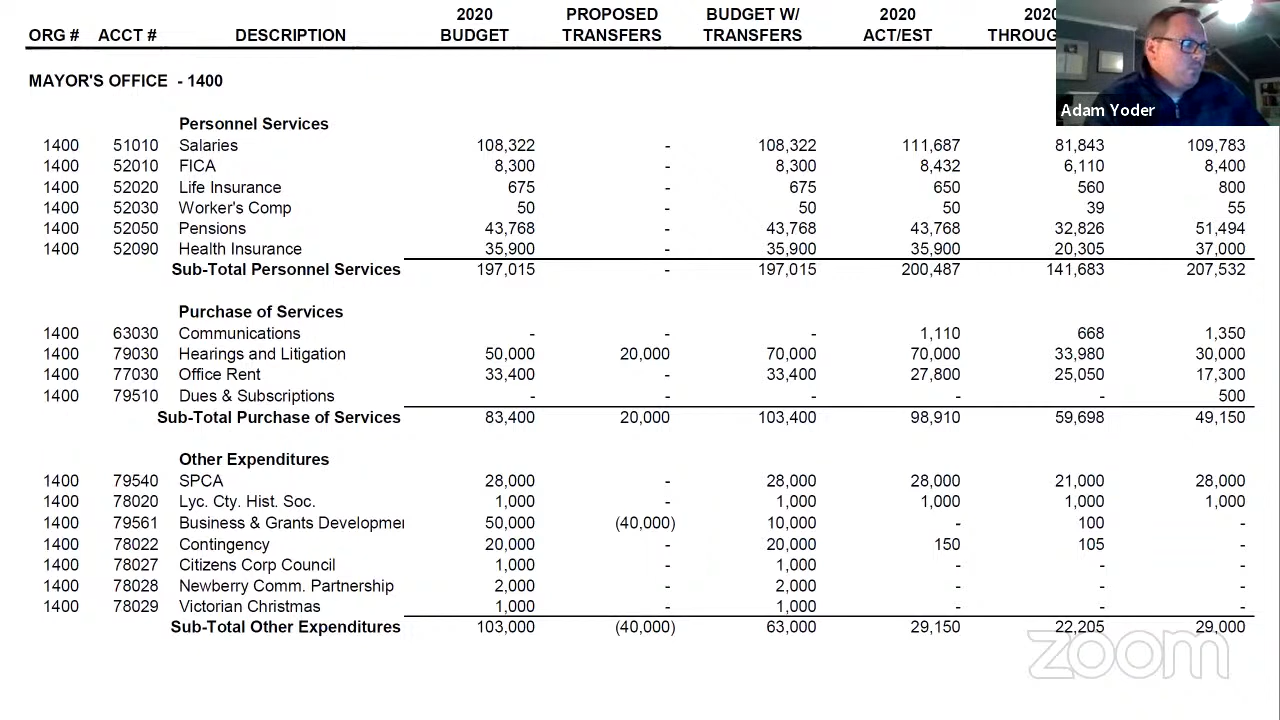 2020 PROPOSED BUDGET W/ 2020 2020
ORG # ACCT # DESCRIPTION BUDGET TRANSFERS TRANSFERS ACT/EST
MAYOR'S OFFICE - 1400
Adam Yoder
Personnel Services
1400 51010 Salaries 108,322 - 108,322 111,687 81,843 109,783
1400 52010 FICA 8,300 - 8,300 8,432 6,110 8,400
1400 52020 Life Insurance 675 - 675 650 560 800
1400 52030 Worker's Comp 50 - 50 50 39 55
1400 52050 Pensions 43,768 - 43,768 43,768 32,826 51,494
1400 52090 Health Insurance 35,900 - 35,900 35,900 20,305 37,000
Sub-Total Personnel Services 197,015 - 197,015 200,487 141,683 207,532
Purchase of Services
1400 63030 Communications - - - 1,110 668 1,350
1400 79030 Hearings and Litigation 50,000 20,000 70,000 70,000 33,980 30,000
1400 77030 Office Rent 33,400 - 33,400 27,800 25,050 17,300
1400 79510 Dues & Subscriptions - - - - - 500
Sub-Total Purchase of Services 83,400 20,000 103,400 98,910 59,698 49,150
Other Expenditures
1400 79540 SPCA 28,000 - 28,000 28,000 21,000 28,000
1400 78020 Lyc. Cty. Hist. Soc. 1,000 - 1,000 1,000 1,000 1,000
1400 79561 Business & Grants Developmen 50,000 (40,000) 10,000 - 100 -
1400 78022 Contingency 20,000 - 20,000 150 105 -
1400 78027 Citizens Corp Council 1,000 - 1,000 - - -
1400 78028 Newberry Comm. Partnership 2,000 - 2,000 - - -
1400 78029 Victorian Christmas 1,000 - 1,000 - - -
Sub-Total Other Expenditures 103,000 (40,000) 63,000 29,150 22,205 29,000
zoom